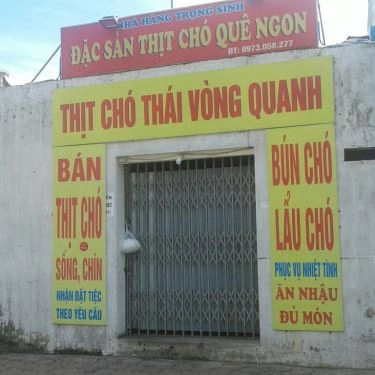 NHÀ HÀNG TRỌNG SINH
ĐẶC SẢN THỊT CHÓ QUÊ NGON
ĐT: 0973.058.277
THỊT CHÓ THÁI VÒNG QUANH
BÁN
THỊT CHÓ
SỐNG, CHÍN
NHẬN ĐẶT TIỆC
THEO YÊU CẦU
BÚN CHÓ
LẨU CHÓ
PHỤC VỤ NHIỆT TÌNH
ĂN NHẬU
ĐỦ MÓN